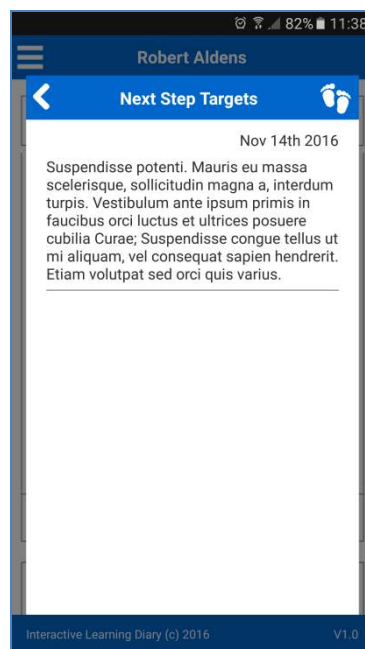 82% 11:38
Robert Aldens
Next Step Targets
Nov 14th 2016
Suspendisse potenti. Mauris eu massa
scelerisque, sollicitudin magna a, interdum
turpis. Vestibulum ante ipsum primis in
faucibus orci luctus et ultrices posuere
cubilia Curae; Suspendisse congue tellus ut
mi aliquam, vel consequat sapien hendrerit.
Etiam volutpat sed orci quis varius.
Interactive Learning Diary (c) 2016 V1.0